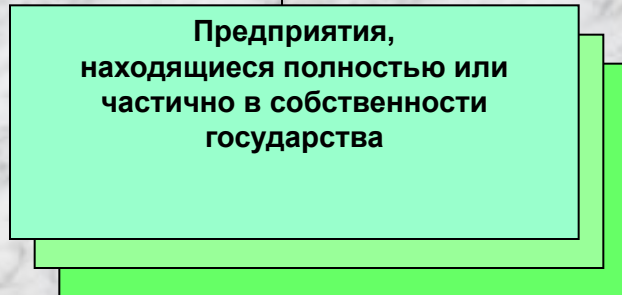 Предприятия,
находящиеся полностью или
частично в собственности
государства